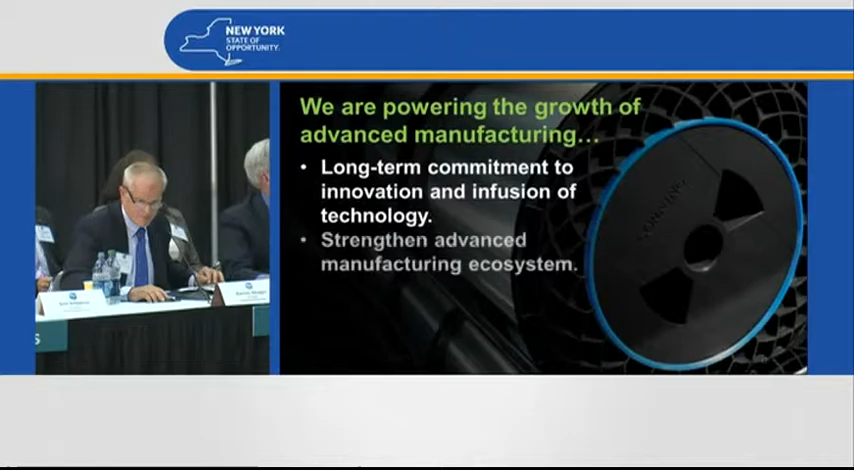 NEW YORK
STATE OF
OPPORTUNITY.
We are powering the growth of
advanced manufacturing…
• Long-term commitment to
innovation and infusion of
technology.
• Strengthen advanced
manufacturing ecosystem.
CORNING
S